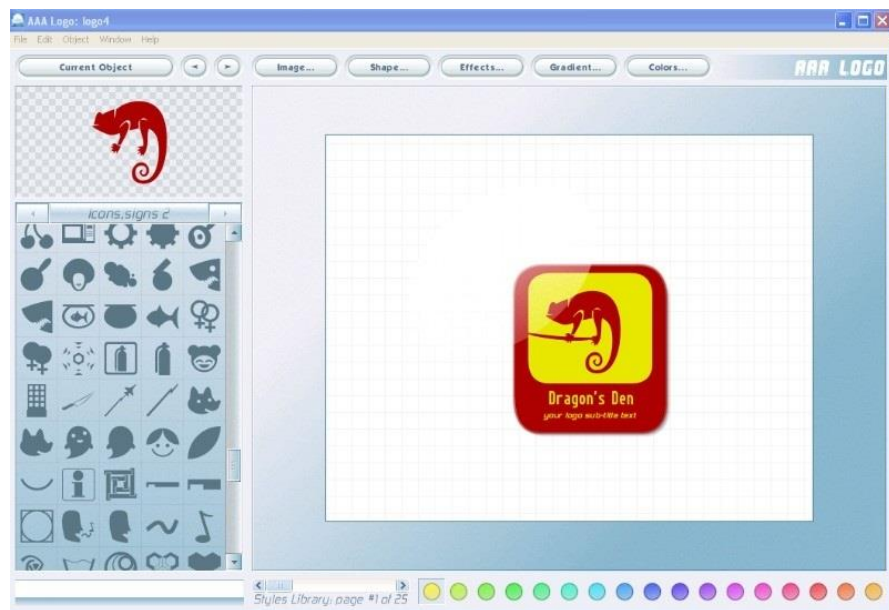 AAA Logo: logo4
File Edit Object Window Help
Current Object
Image... Shape... Effects... Gradient... Colors...
AAA LOGO
icons,signs 2
Dragon's Den
your logo sub-title text
Styles Library: page #1 of 25